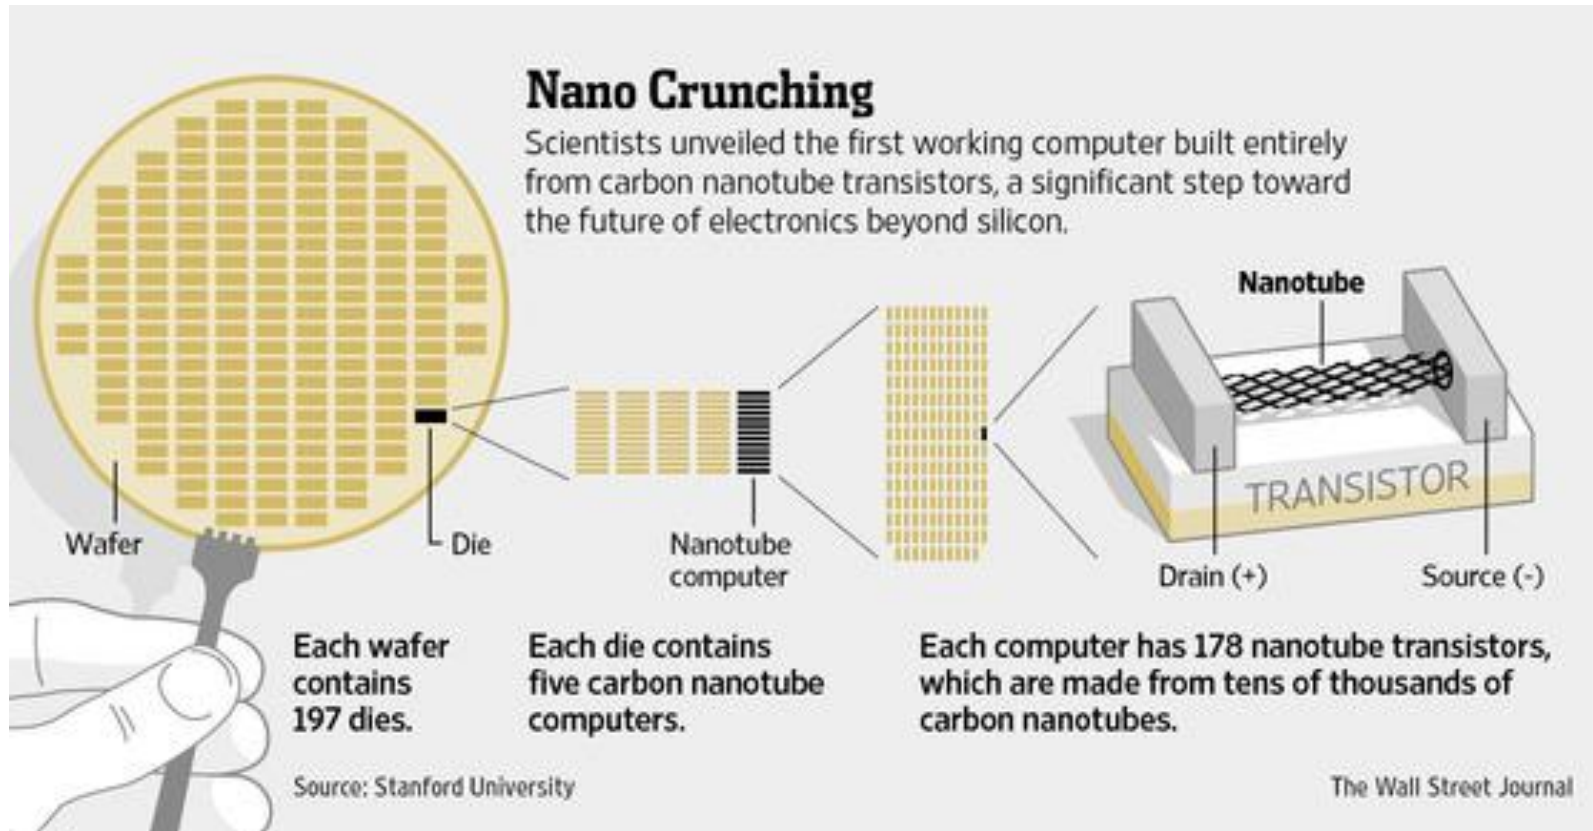 Nano Crunching
Scientists unveiled the first working computer built entirely
from carbon nanotube transistors, a significant step toward
the future of electronics beyond silicon.
Nanotube
TRANSISTOR
Wafer
Die
Nanotube
computer
Drain (+)
Source (-)
Each wafer
contains
197 dies.
Each die contains
five carbon nanotube
computers.
Each computer has 178 nanotube transistors,
which are made from tens of thousands of
carbon nanotubes.
Source: Stanford University
The Wall Street Journal